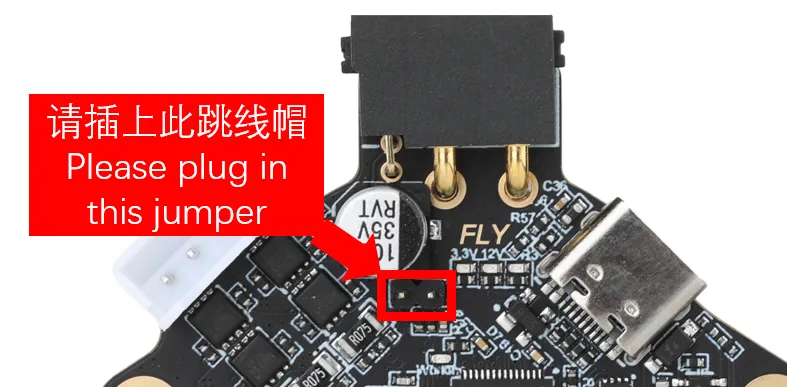 请插上此跳线帽
Please plug in
this jumper
10
35V
RVT
FLY
C36
R57
3.3V 12V
R075
R075